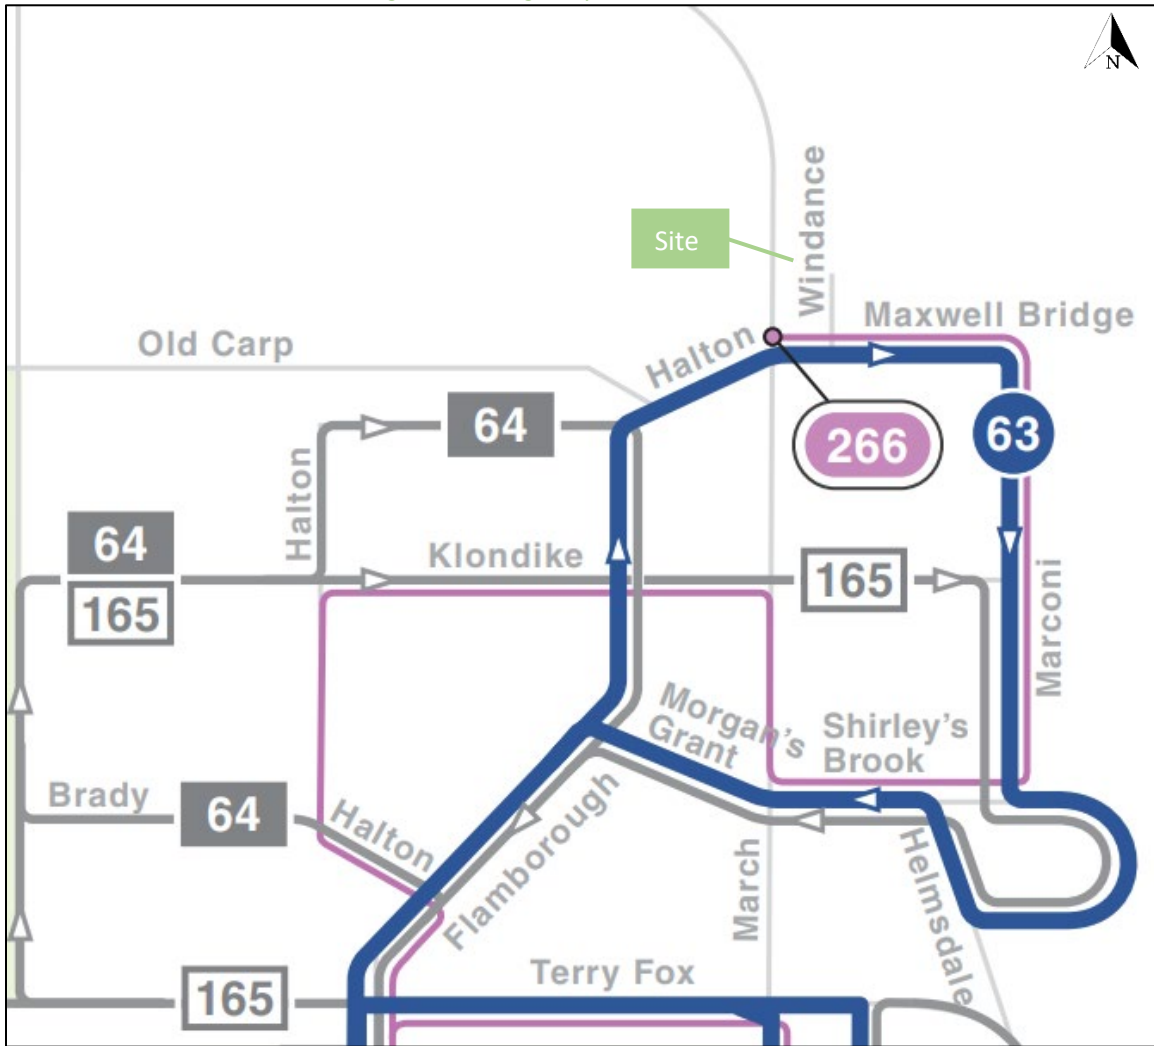 N
Windance
Site
Maxwell Bridge
Old Carp
Halton
64
266
63
Halton
64
165
Klondike
165
Marconi
Morgan's
Grant
Shirley's
Brook
Brady
64
Halton
Flamborough
March
Helmsdale
Terry Fox
165